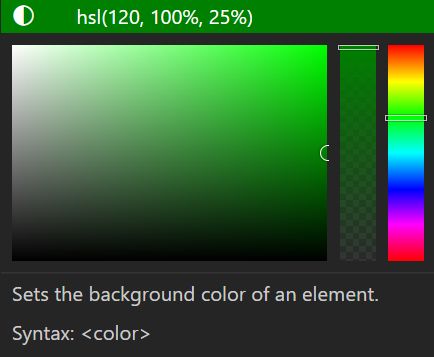 hsl(120, 100%, 25%)
Sets the background color of an element.
Syntax: <color>